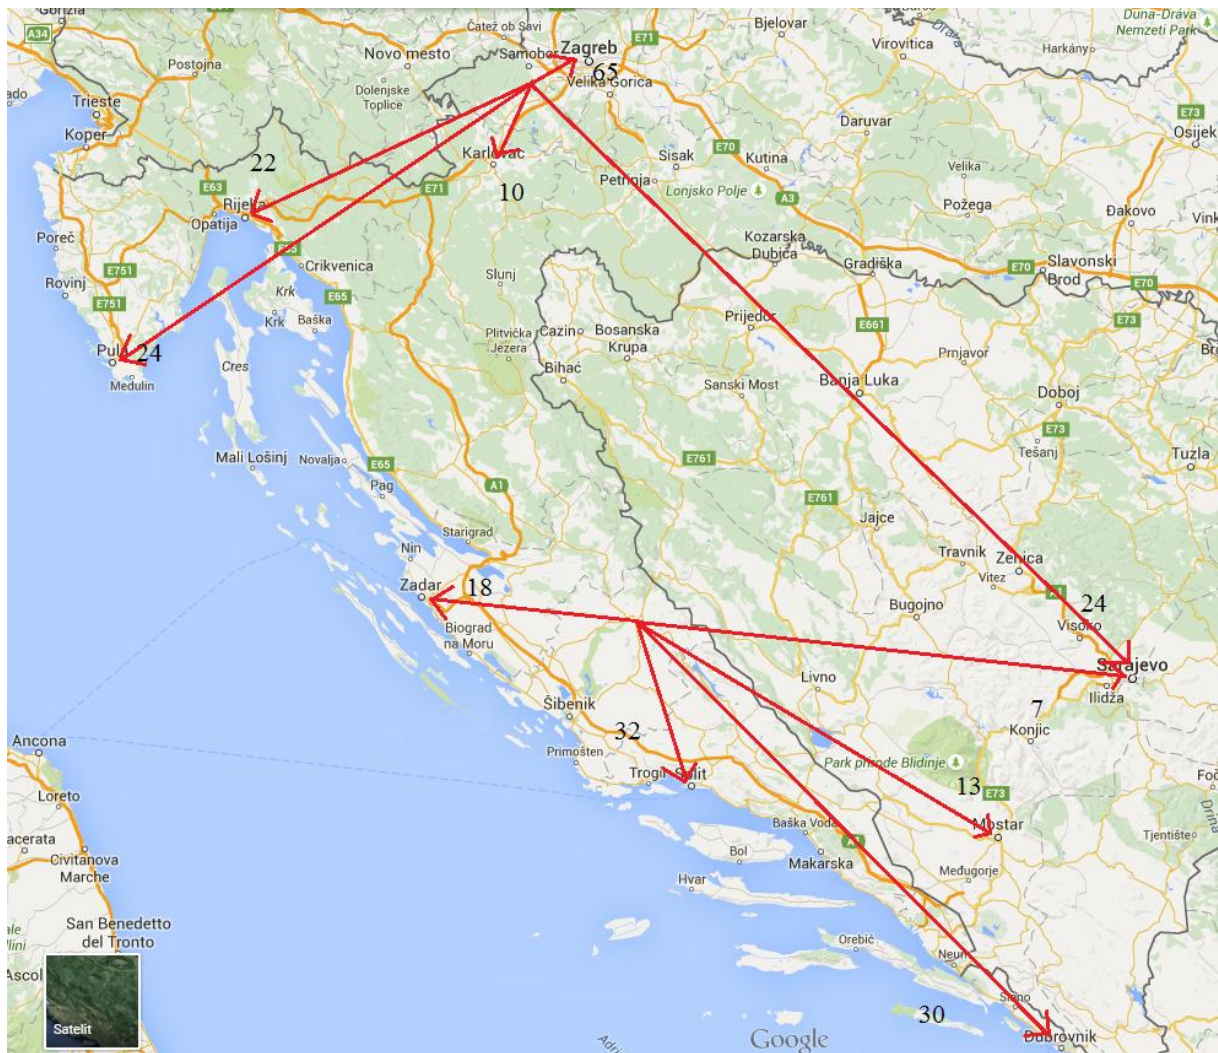 Gorizia
A34
Postojna
Novo mesto
Čatež ob Savi
Samobor
Zagreb
65
E71
Velika Gorica
Bjelovar
Virovitica
Drava
Duna-Dráva
Nemzeti Park
Harkány
E73
Osijek
Trieste
Koper
Dolenjske
Toplice
Karlovac
10
Sisak
Petrinja
E70
Kutina
Daruvar
Lonjsko Polje
A3
Velika
Požega
Đakovo
22
E63
Rijeka
Opatija
E71
Poreč
Rovinj
E751
E751
Crikvenica
E65
Krk
Krk
Baška
Slunj
Plitvička
Jezera
Cazin
Bosanska
Krupa
Bihać
Kozarska
Dubica
Gradiška
E70
Slavonski
Brod
E70
E73
E661
Prijedor
Prnjavor
Sanski Most
Banja Luka
Doboj
E73
Tešanj
Tuzla
Pula
24
Medulin
Cres
Mali Lošinj
Novalja
E65
Pag
A1
E761
E761
Jajce
Starigrad
Nin
Zadar
18
Biograd
na Moru
Travnik
Vitez
Zenica
Bugojno
24
Visoko
Sarajevo
Ilidža
Livno
7
Konjic
Šibenik
32
Primošten
Trogir
Split
Park prirode Blidinje
13
E73
Mostar
Tjentište
Drina
Ancona
Loreto
Civitanova
Marche
San Benedetto
del Tronto
Baška Voda
Makarska
Bol
Hvar
Međugorje
Orebić
Neum
Slano
30
Dubrovnik
Satelit
Google